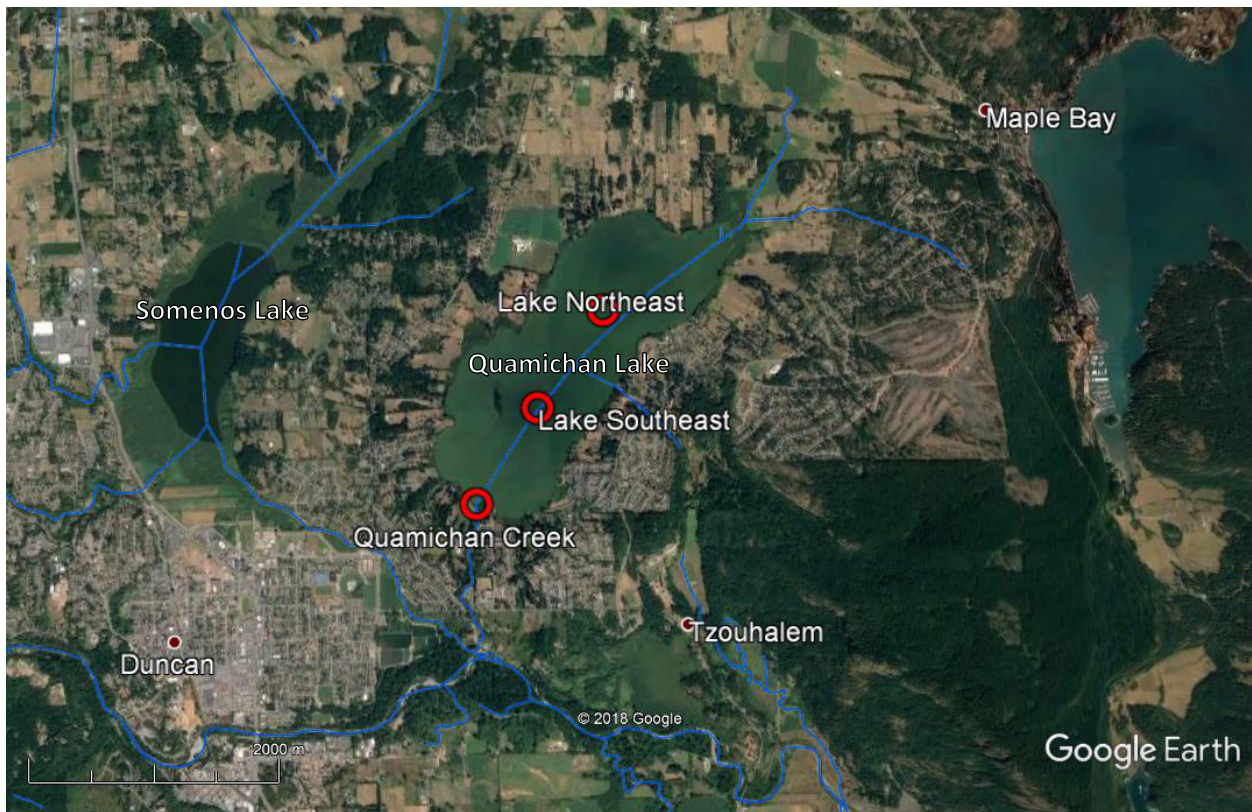 Maple Bay
Somenos Lake
Lake Northeast
Quamichan Lake
Lake Southeast
Quamichan Creek
Tzouhalem
Duncan
© 2018 Google
2000 m
Google Earth